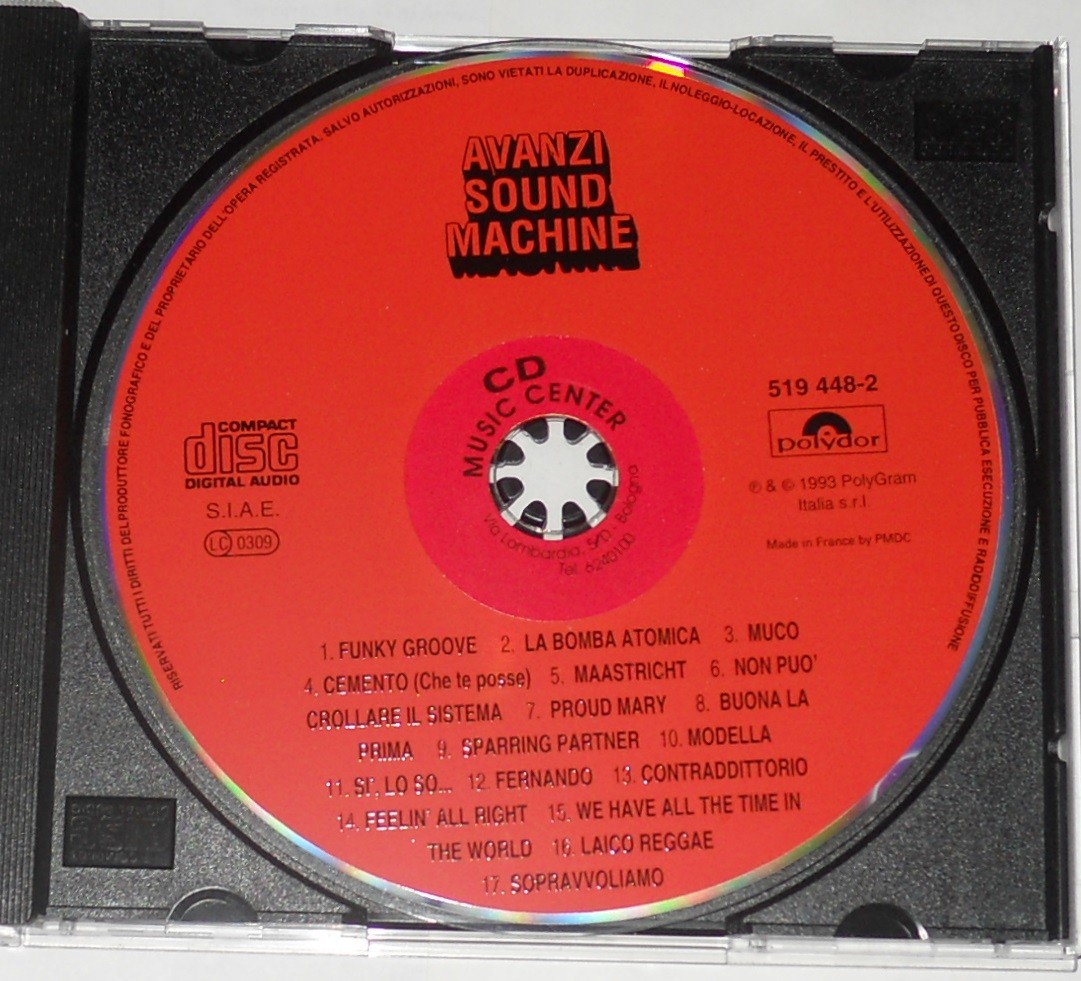 RISERVATI TUTTI I DIRITTI DEL PRODUTTORE FONOGRAFICO E DEL PROPRIETARIO DELL'OPERA REGISTRATA. SALVO AUTORIZZAZIONI, SONO VIETATI LA DUPLICAZIONE, IL NOLEGGIO-LOCAZIONE, IL PRESTITO E L'UTILIZZAZIONE DI QUESTO DISCO PER PUBBLICA ESECUZIONE E RADIODIFFUSIONE
AVANZI
SOUND
MACHINE
CD
MUSIC CENTER
Via Lombardia, 5/D, Bologna
Tel. 6240100
COMPACT
disc
DIGITAL AUDIO
S.I.A.E.
LC 0309
519 448-2
polydor
℗ & © 1993 PolyGram
Italia s.r.l.
Made in France by PMDC
1. FUNKY GROOVE 2. LA BOMBA ATOMICA 3. MUCO
4. CEMENTO (Che te posse) 5. MAASTRICHT 6. NON PUO'
CROLLARE IL SISTEMA 7. PROUD MARY 8. BUONA LA
PRIMA 9. SPARRING PARTNER 10. MODELLA
11. SI', LO SO... 12. FERNANDO 13. CONTRADDITTORIO
14. FEELIN' ALL RIGHT 15. WE HAVE ALL THE TIME IN
THE WORLD 16. LAICO REGGAE
17. SOPRAVVOLIAMO